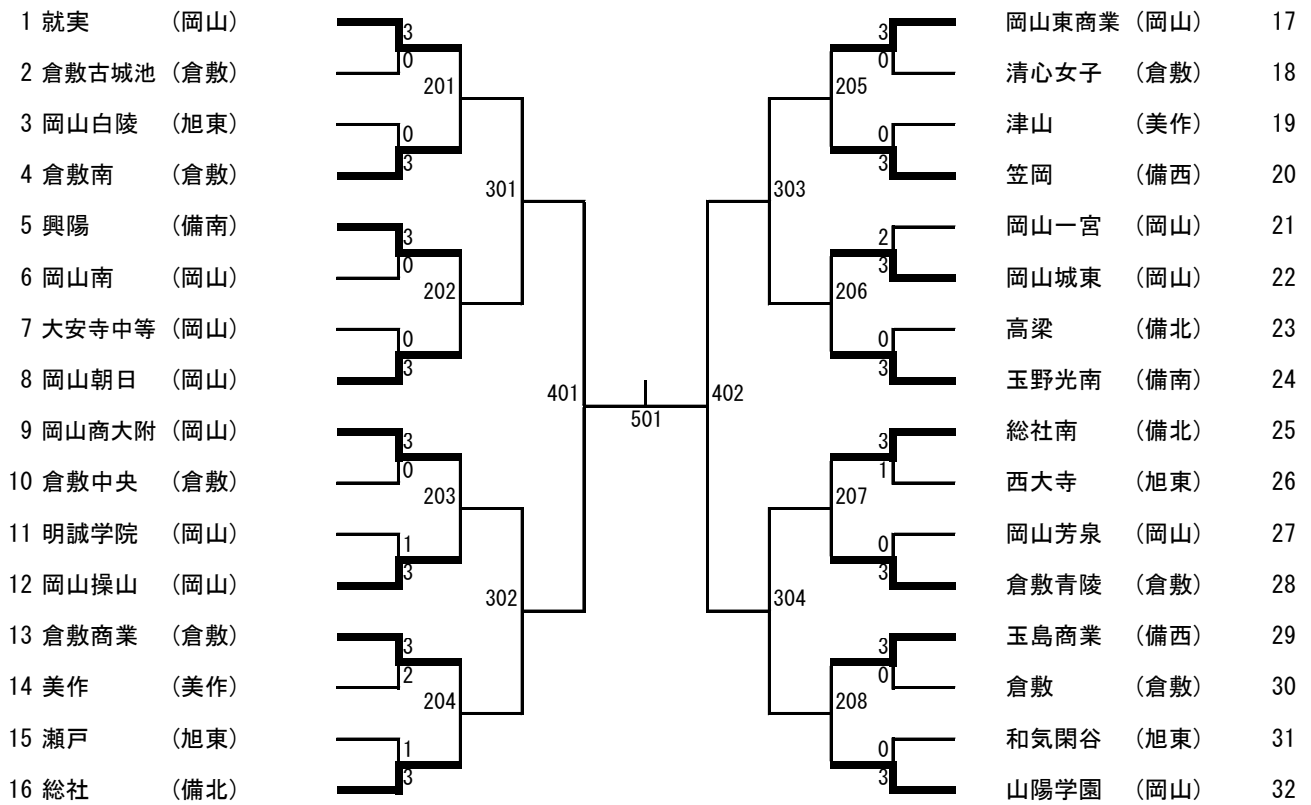 1 就実 (岡山) 3 3 岡山東商業 (岡山) 17
2 倉敷古城池 (倉敷) 0 201 205 0 清心女子 (倉敷) 18
3 岡山白陵 (旭東) 0 0 津山 (美作) 19
4 倉敷南 (倉敷) 3 301 303 3 笠岡 (備西) 20
5 興陽 (備南) 3 2 岡山一宮 (岡山) 21
6 岡山南 (岡山) 0 202 206 3 岡山城東 (岡山) 22
7 大安寺中等 (岡山) 0 0 高梁 (備北) 23
8 岡山朝日 (岡山) 3 401 402 3 玉野光南 (備南) 24
501
9 岡山商大附 (岡山) 3 3 総社南 (備北) 25
10 倉敷中央 (倉敷) 0 203 207 1 西大寺 (旭東) 26
11 明誠学院 (岡山) 1 0 岡山芳泉 (岡山) 27
12 岡山操山 (岡山) 3 302 304 3 倉敷青陵 (倉敷) 28
13 倉敷商業 (倉敷) 3 3 玉島商業 (備西) 29
14 美作 (美作) 2 204 208 0 倉敷 (倉敷) 30
15 瀬戸 (旭東) 1 0 和気閑谷 (旭東) 31
16 総社 (備北) 3 3 山陽学園 (岡山) 32